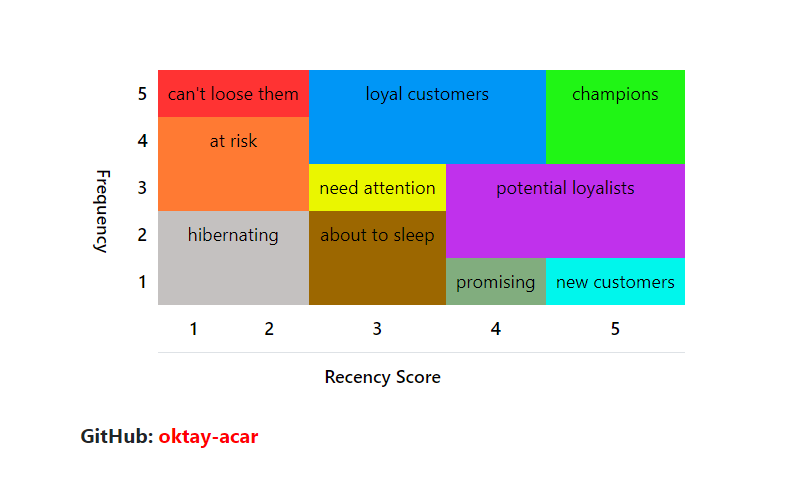 5 can't loose them loyal customers champions
4 at risk
3 need attention potential loyalists
2 hibernating about to sleep
1 promising new customers
Frequency
1 2 3 4 5
Recency Score
GitHub: oktay-acar